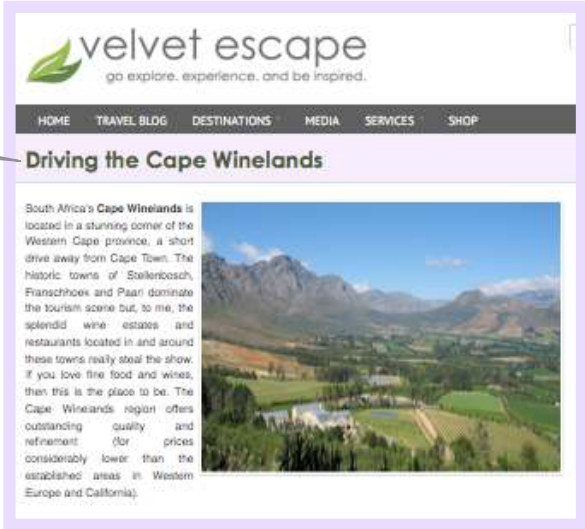 velvet escape
go explore. experience. and be inspired.
HOME TRAVEL BLOG DESTINATIONS MEDIA SERVICES SHOP
Driving the Cape Winelands
South Africa's Cape Winelands is
located in a stunning corner of the
Western Cape province, a short
drive away from Cape Town. The
historic towns of Stellenbosch,
Franschhoek and Paarl dominate
the tourism scene but, to me, the
splendid wine estates and
restaurants located in and around
these towns really steal the show.
If you love fine food and wines,
then this is the place to be. The
Cape Winelands region offers
outstanding quality and
refinement (for prices
considerably lower than the
established areas in Western
Europe and California).